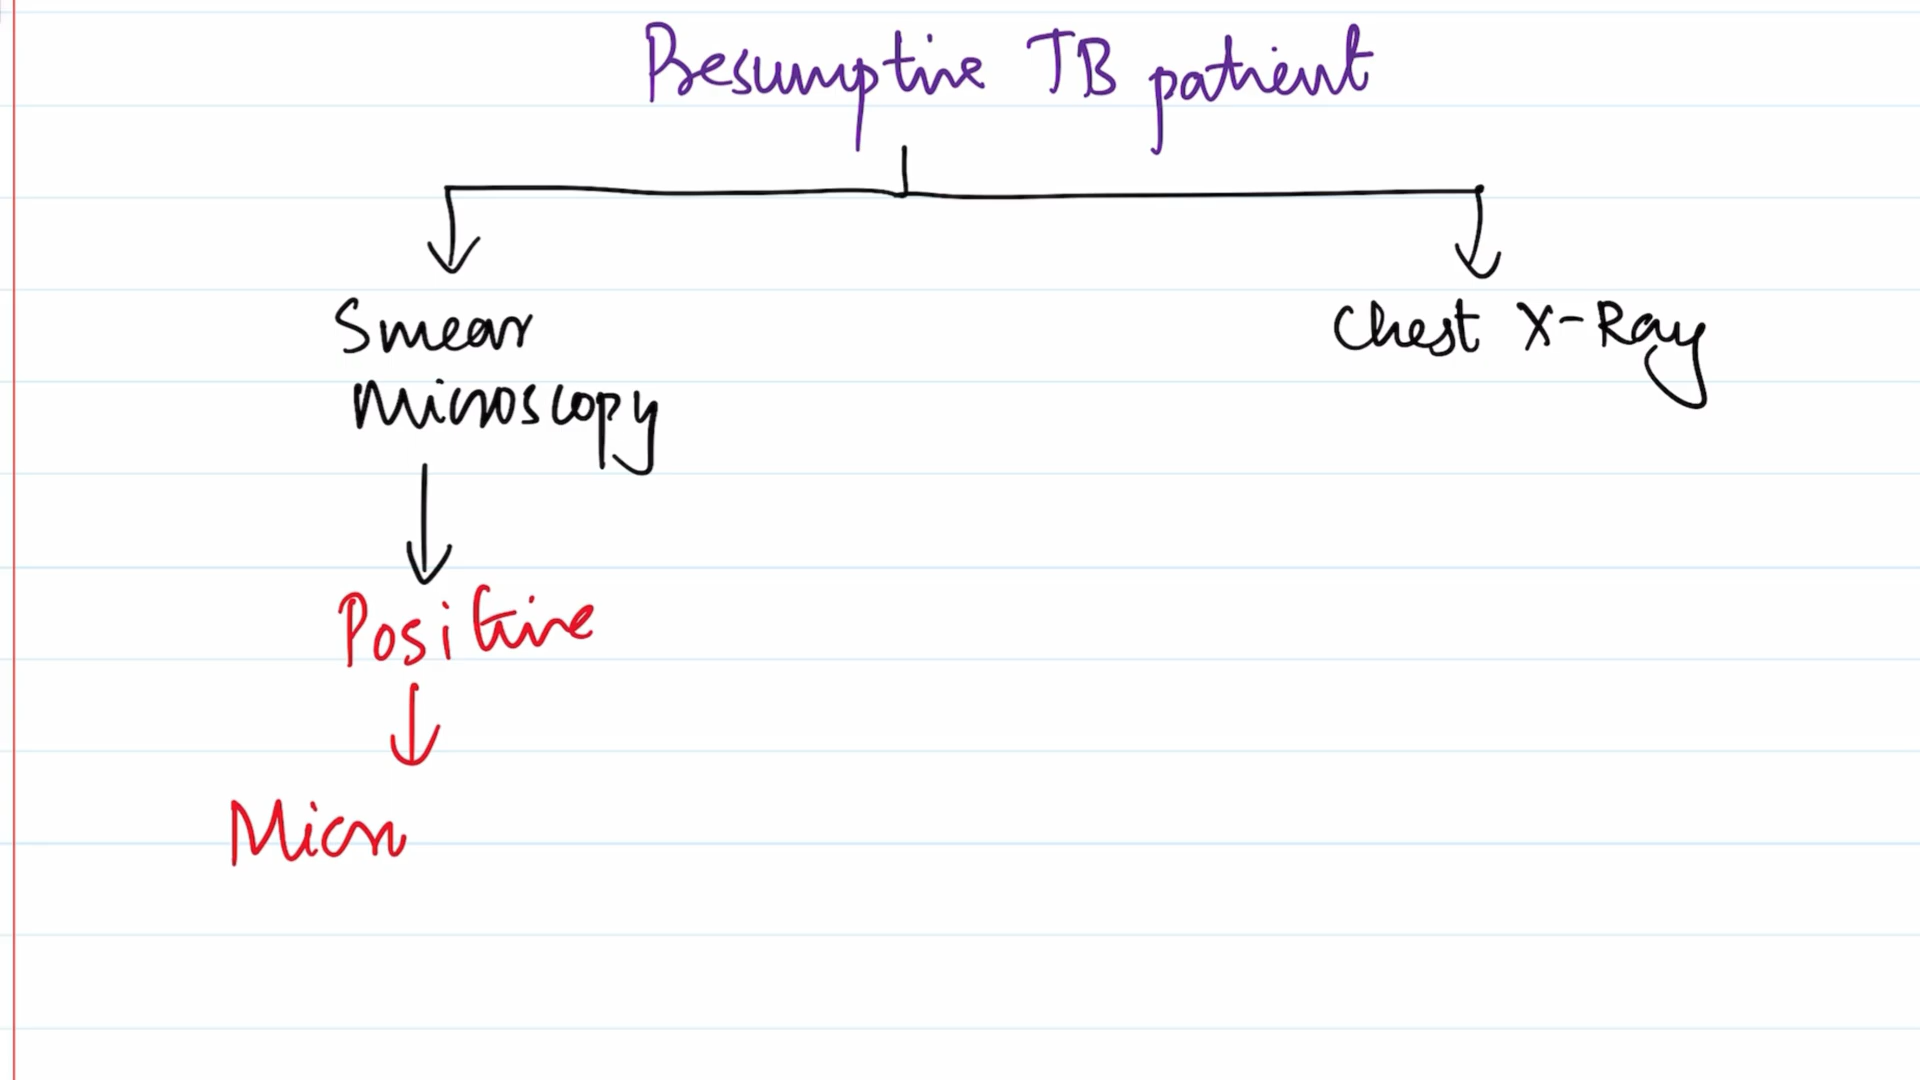 Presumptive TB patient
Smear
Microscopy
Chest X-Ray
Positive
Micro